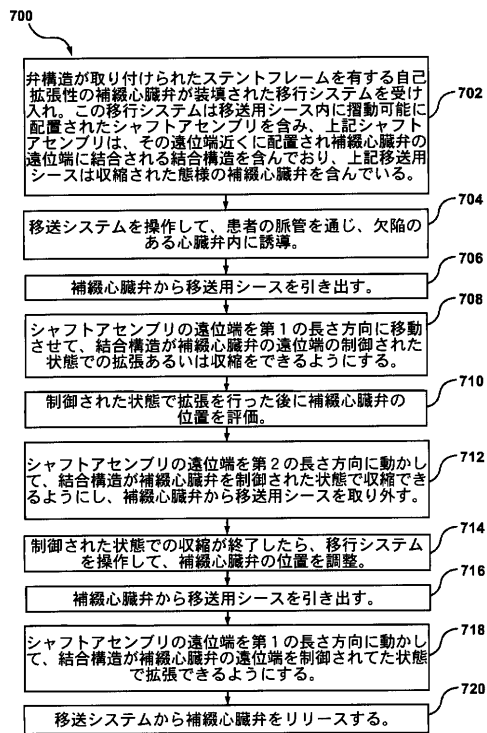 700
弁構造が取り付けられたステントフレームを有する自己
拡張性の補綴心臓弁が装填された移行システムを受け
入れ。この移行システムは移送用シース内に摺動可能に
配置されたシャフトアセンブリを含み、上記シャフト
アセンブリは、その遠位端近くに配置され補綴心臓弁の
遠位端に結合される結合構造を含んでおり、上記移送用
シースは収縮された態様の補綴心臓弁を含んでいる。
702
移送システムを操作して、患者の脈管を通じ、欠陥の
ある心臓弁内に誘導。
704
補綴心臓弁から移送用シースを引き出す。
706
シャフトアセンブリの遠位端を第1の長さ方向に移動
させて、結合構造が補綴心臓弁の遠位端の制御された
状態での拡張あるいは収縮をできるようにする。
708
制御された状態で拡張を行った後に補綴心臓弁の
位置を評価。
710
シャフトアセンブリの遠位端を第2の長さ方向に動かし
て、結合構造が補綴心臓弁を制御された状態で収縮でき
るようにし、補綴心臓弁から移送用シースを取り外す。
712
制御された状態での収縮が終了したら、移行システム
を操作して、補綴心臓弁の位置を調整。
714
補綴心臓弁から移送用シースを引き出す。
716
シャフトアセンブリの遠位端を第1の長さ方向に動かし
て、結合構造が補綴心臓弁の遠位端を制御されてた状態
で拡張できるようにする。
718
移送システムから補綴心臓弁をリリースする。
720